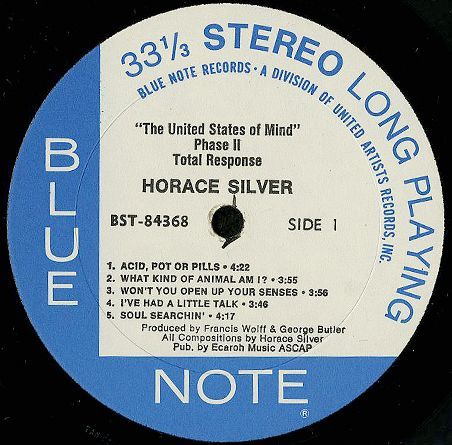 33⅓ STEREO LONG PLAYING
BLUE NOTE RECORDS • A DIVISION OF UNITED ARTISTS RECORDS, INC.
"The United States of Mind"
Phase II
Total Response
HORACE SILVER
BST-84368 SIDE 1
1. ACID, POT OR PILLS • 4:22
2. WHAT KIND OF ANIMAL AM I? • 3:55
3. WON'T YOU OPEN UP YOUR SENSES • 3:56
4. I'VE HAD A LITTLE TALK • 3:46
5. SOUL SEARCHIN' • 4:17
Produced by Francis Wolff & George Butler
All Compositions by Horace Silver
Pub. by Ecaroh Music ASCAP
BLUE
NOTE ®